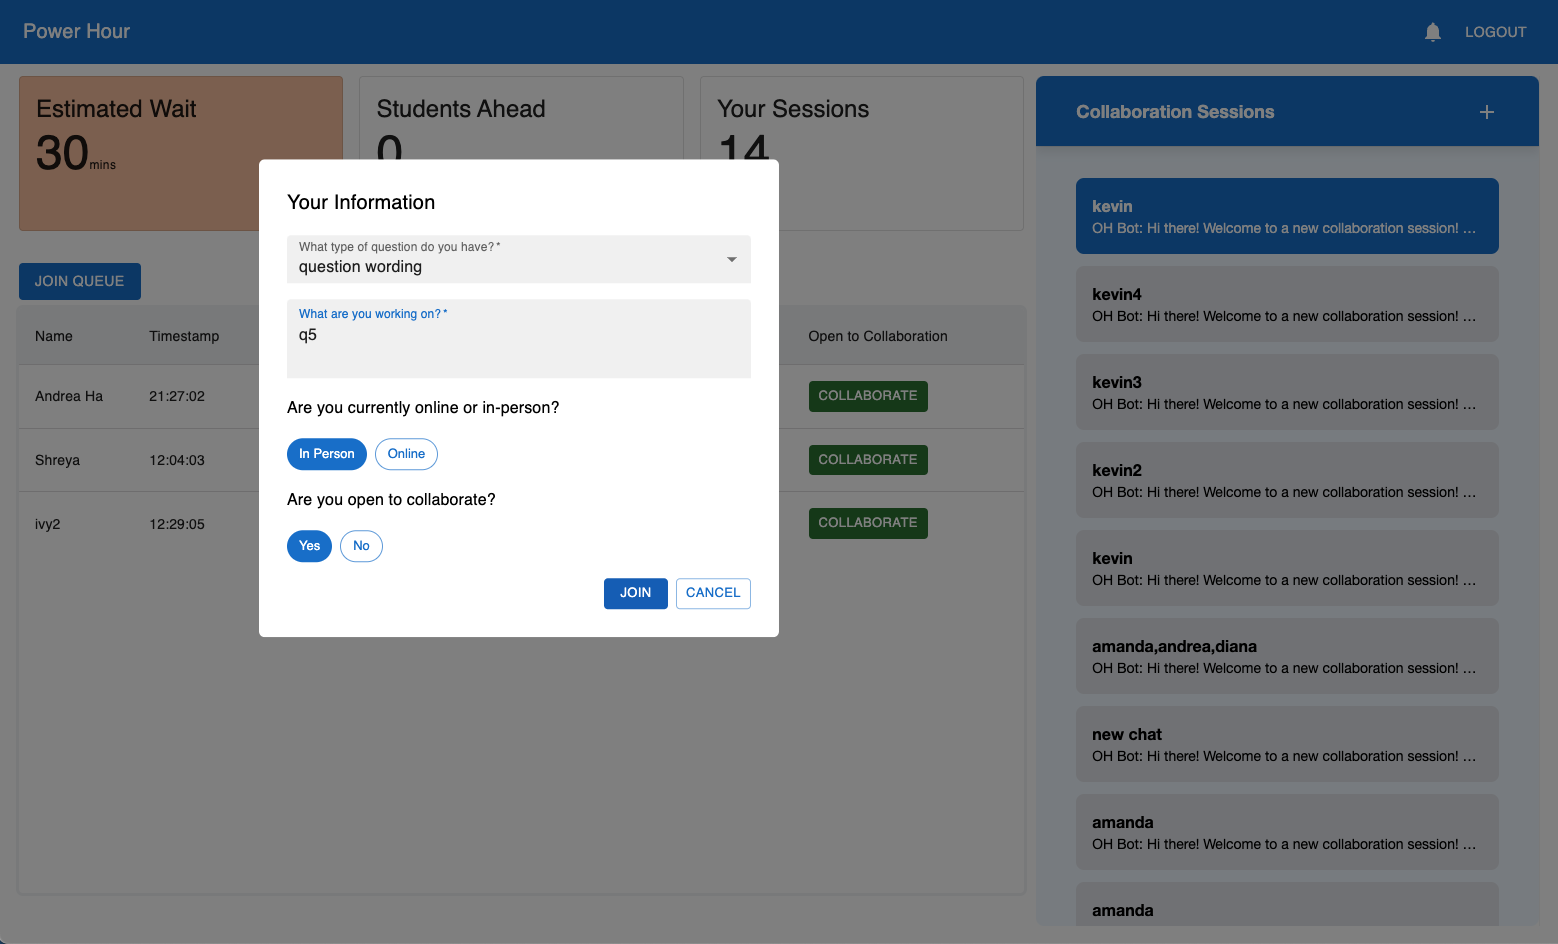 Power Hour
LOGOUT
Estimated Wait
30 mins
Students Ahead
0
Your Sessions
14
JOIN QUEUE
Name Timestamp Open to Collaboration
Andrea Ha 21:27:02 COLLABORATE
Shreya 12:04:03 COLLABORATE
ivy2 12:29:05 COLLABORATE
Your Information
What type of question do you have? *
question wording
What are you working on? *
q5
Are you currently online or in-person?
In Person Online
Are you open to collaborate?
Yes No
JOIN CANCEL
Collaboration Sessions +
kevin
OH Bot: Hi there! Welcome to a new collaboration session! ...
kevin4
OH Bot: Hi there! Welcome to a new collaboration session! ...
kevin3
OH Bot: Hi there! Welcome to a new collaboration session! ...
kevin2
OH Bot: Hi there! Welcome to a new collaboration session! ...
kevin
OH Bot: Hi there! Welcome to a new collaboration session! ...
amanda,andrea,diana
OH Bot: Hi there! Welcome to a new collaboration session! ...
new chat
OH Bot: Hi there! Welcome to a new collaboration session! ...
amanda
OH Bot: Hi there! Welcome to a new collaboration session! ...
amanda